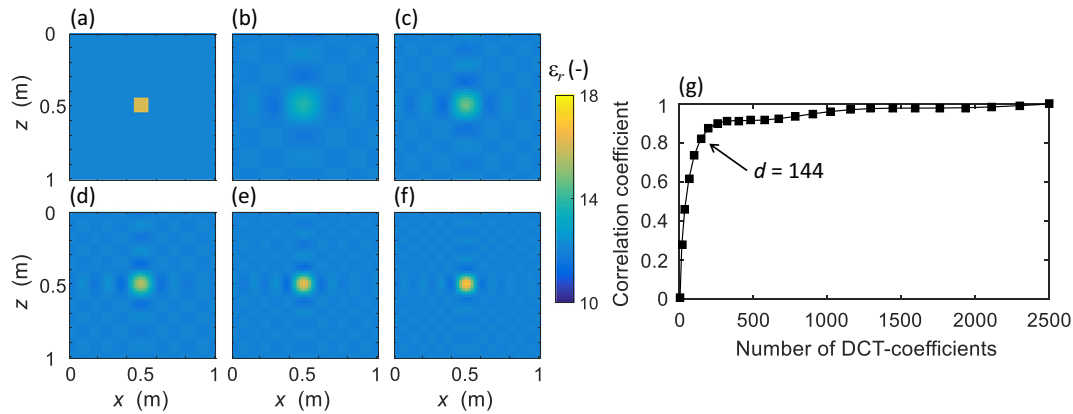 (a)
(b)
(c)
0
0.5
1
z (m)
εr (-)
18
14
10
(d)
(e)
(f)
0
0.5
1
z (m)
0 0.5 1
0 0.5 1
0 0.5 1
x (m)
x (m)
x (m)
(g)
1
0.8
0.6
0.4
0.2
0
Correlation coefficient
d = 144
0 500 1000 1500 2000 2500
Number of DCT-coefficients